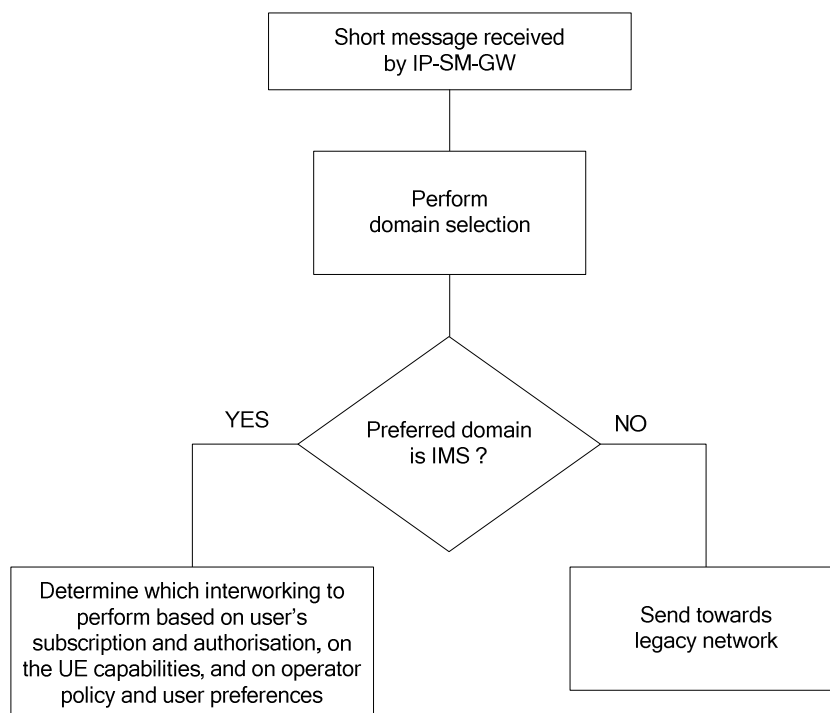 Short message received
by IP-SM-GW
Perform
domain selection
Preferred domain
is IMS ?
YES
NO
Determine which interworking to
perform based on user's
subscription and authorisation, on
the UE capabilities, and on operator
policy and user preferences
Send towards
legacy network